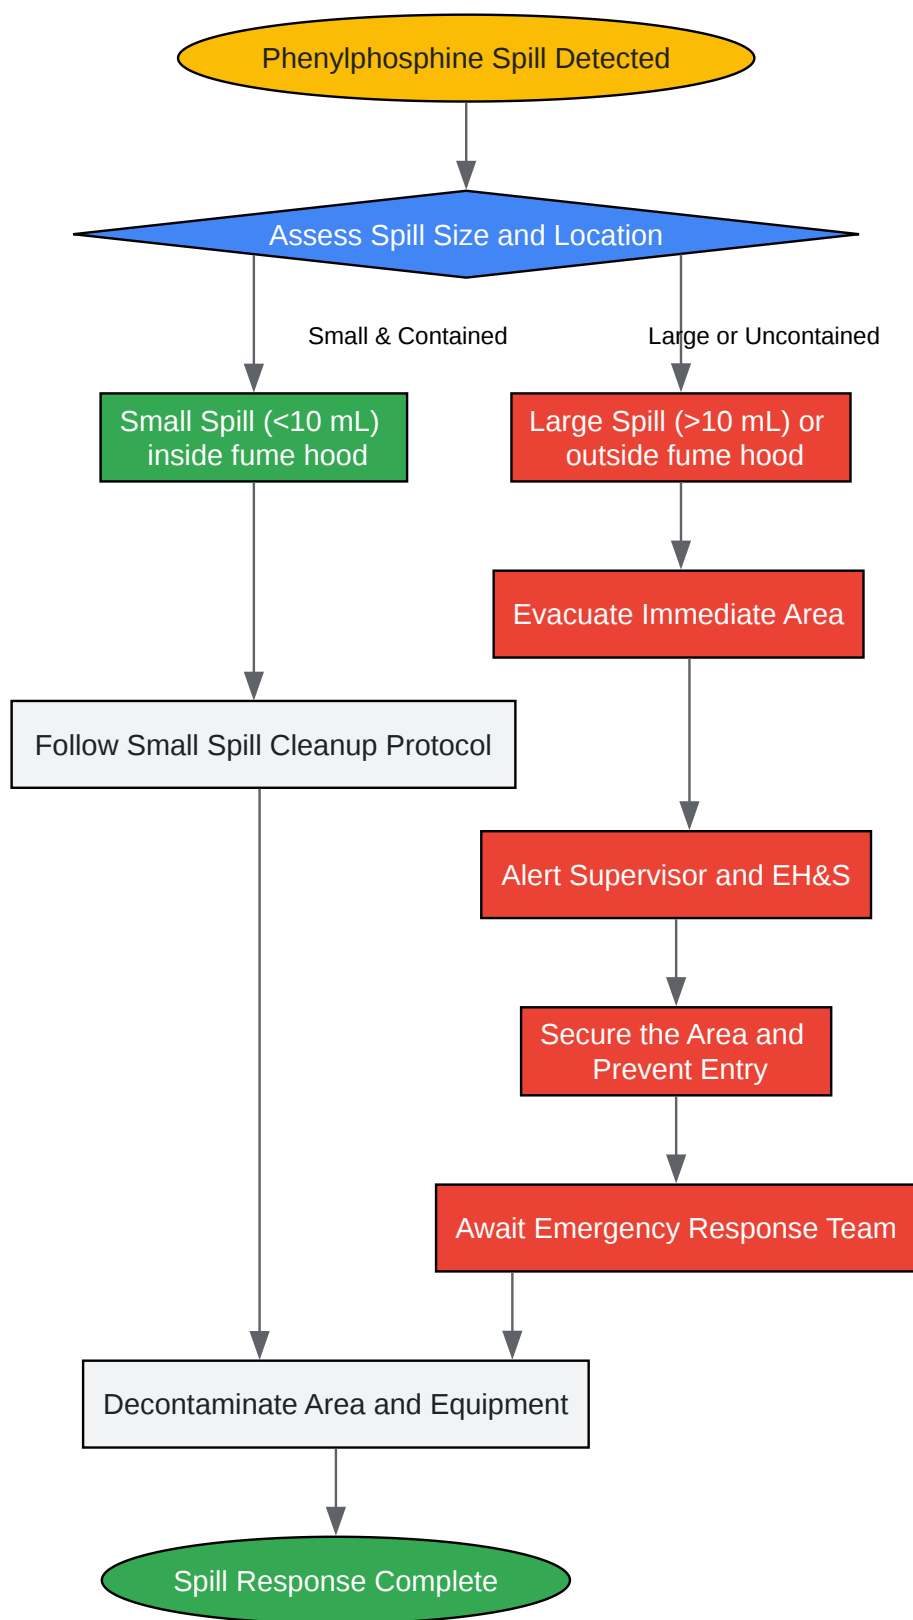 Phenylphosphine Spill Detected
Assess Spill Size and Location
Small & Contained
Large or Uncontained
Small Spill (<10 mL)
inside fume hood
Large Spill (>10 mL) or
outside fume hood
Evacuate Immediate Area
Follow Small Spill Cleanup Protocol
Alert Supervisor and EH&S
Secure the Area and
Prevent Entry
Await Emergency Response Team
Decontaminate Area and Equipment
Spill Response Complete